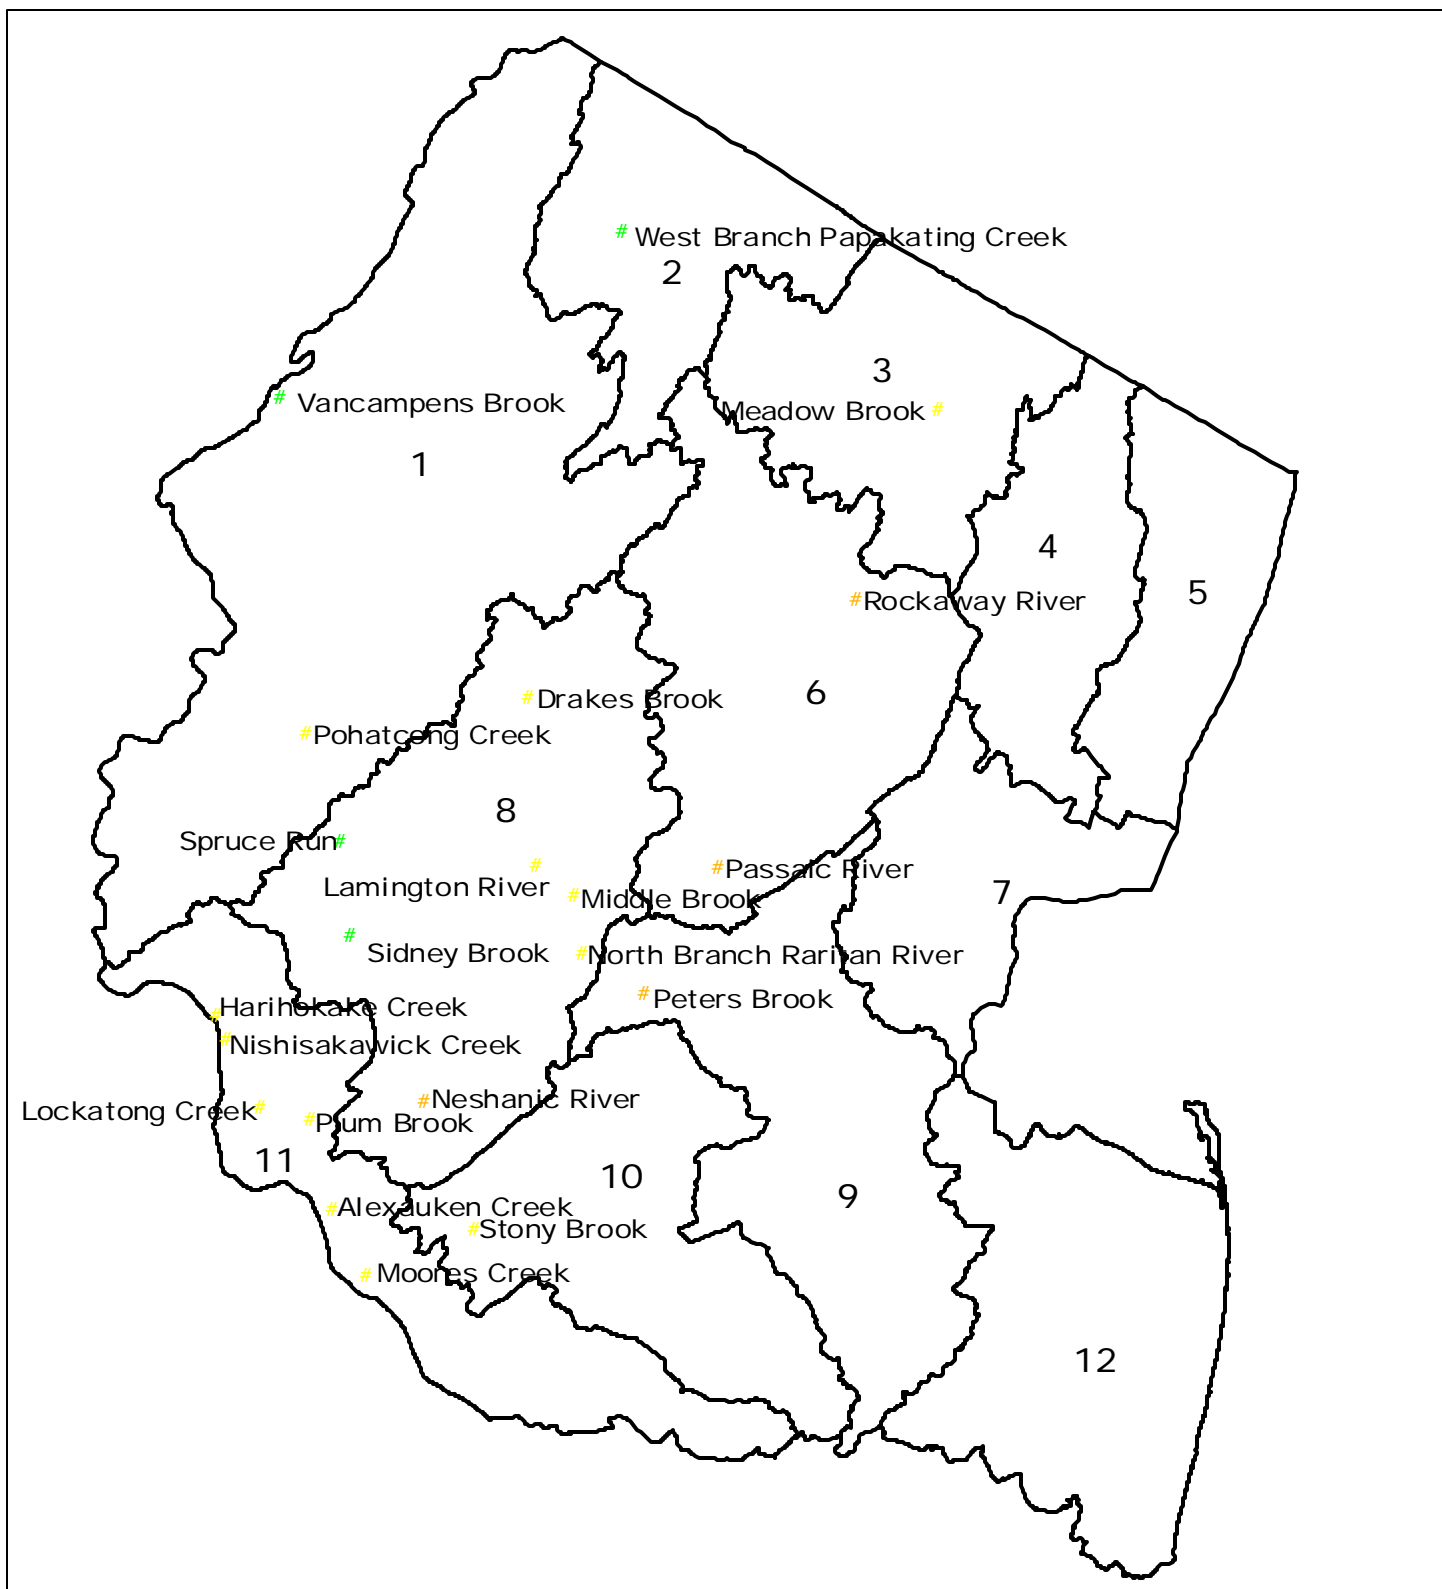 # West Branch Papakating Creek
2
3
# Vancampens Brook
Meadow Brook #
1
4
5
# Rockaway River
6
# Drakes Brook
# Pohatcong Creek
8
Spruce Run #
#
Lamington River
# Passaic River
7
# Middle Brook
#
Sidney Brook
# North Branch Raritan River
# Peters Brook
# Harihokake Creek
# Nishisakawick Creek
Lockatong Creek #
# Plum Brook
# Neshanic River
11
10
9
# Alexauken Creek
# Stony Brook
# Moores Creek
12